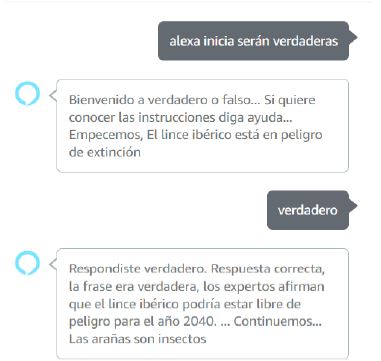 alexa inicia serán verdaderas
Bienvenido a verdadero o falso... Si quiere
conocer las instrucciones diga ayuda...
Empecemos, El lince ibérico está en peligro
de extinción
verdadero
Respondiste verdadero. Respuesta correcta,
la frase era verdadera, los expertos afirman
que el lince ibérico podría estar libre de
peligro para el año 2040. ... Continuemos...
Las arañas son insectos